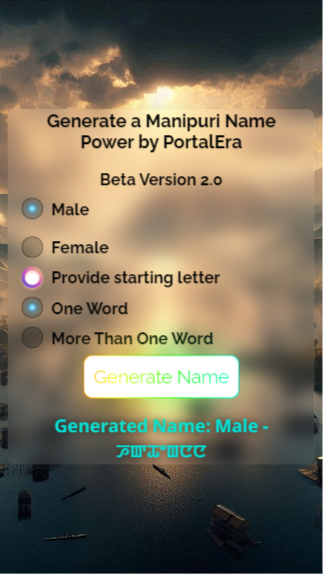 Generate a Manipuri Name
Power by PortalEra
Beta Version 2.0
Male
Female
Provide starting letter
One Word
More Than One Word
Generate Name
Generated Name: Male -